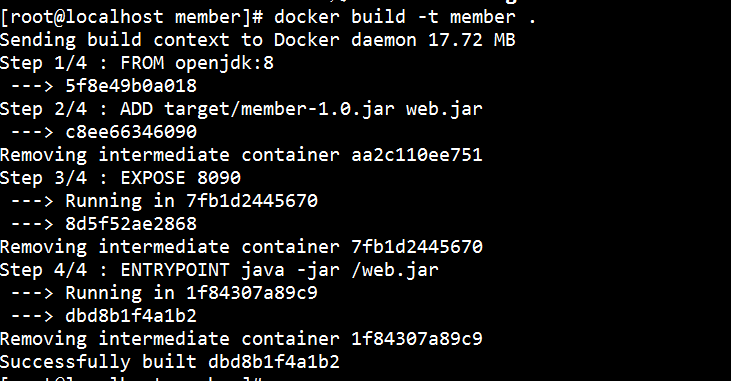 [root@localhost member]# docker build -t member .
Sending build context to Docker daemon 17.72 MB
Step 1/4 : FROM openjdk:8
 ---> 5f8e49b0a018
Step 2/4 : ADD target/member-1.0.jar web.jar
 ---> c8ee66346090
Removing intermediate container aa2c110ee751
Step 3/4 : EXPOSE 8090
 ---> Running in 7fb1d2445670
 ---> 8d5f52ae2868
Removing intermediate container 7fb1d2445670
Step 4/4 : ENTRYPOINT java -jar /web.jar
 ---> Running in 1f84307a89c9
 ---> dbd8b1f4a1b2
Removing intermediate container 1f84307a89c9
Successfully built dbd8b1f4a1b2
[root@localhost member]#